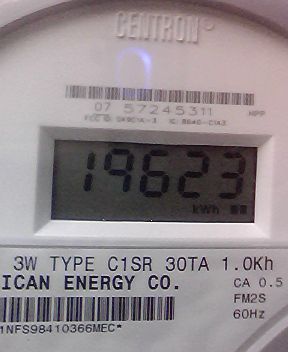 CENTRON
07 57245311 HPP
19623
kWh
3W TYPE C1SR 30TA 1.0Kh
ICAN ENERGY CO.
CA 0.5
FM2S
60Hz
1NFS98410366MEC*